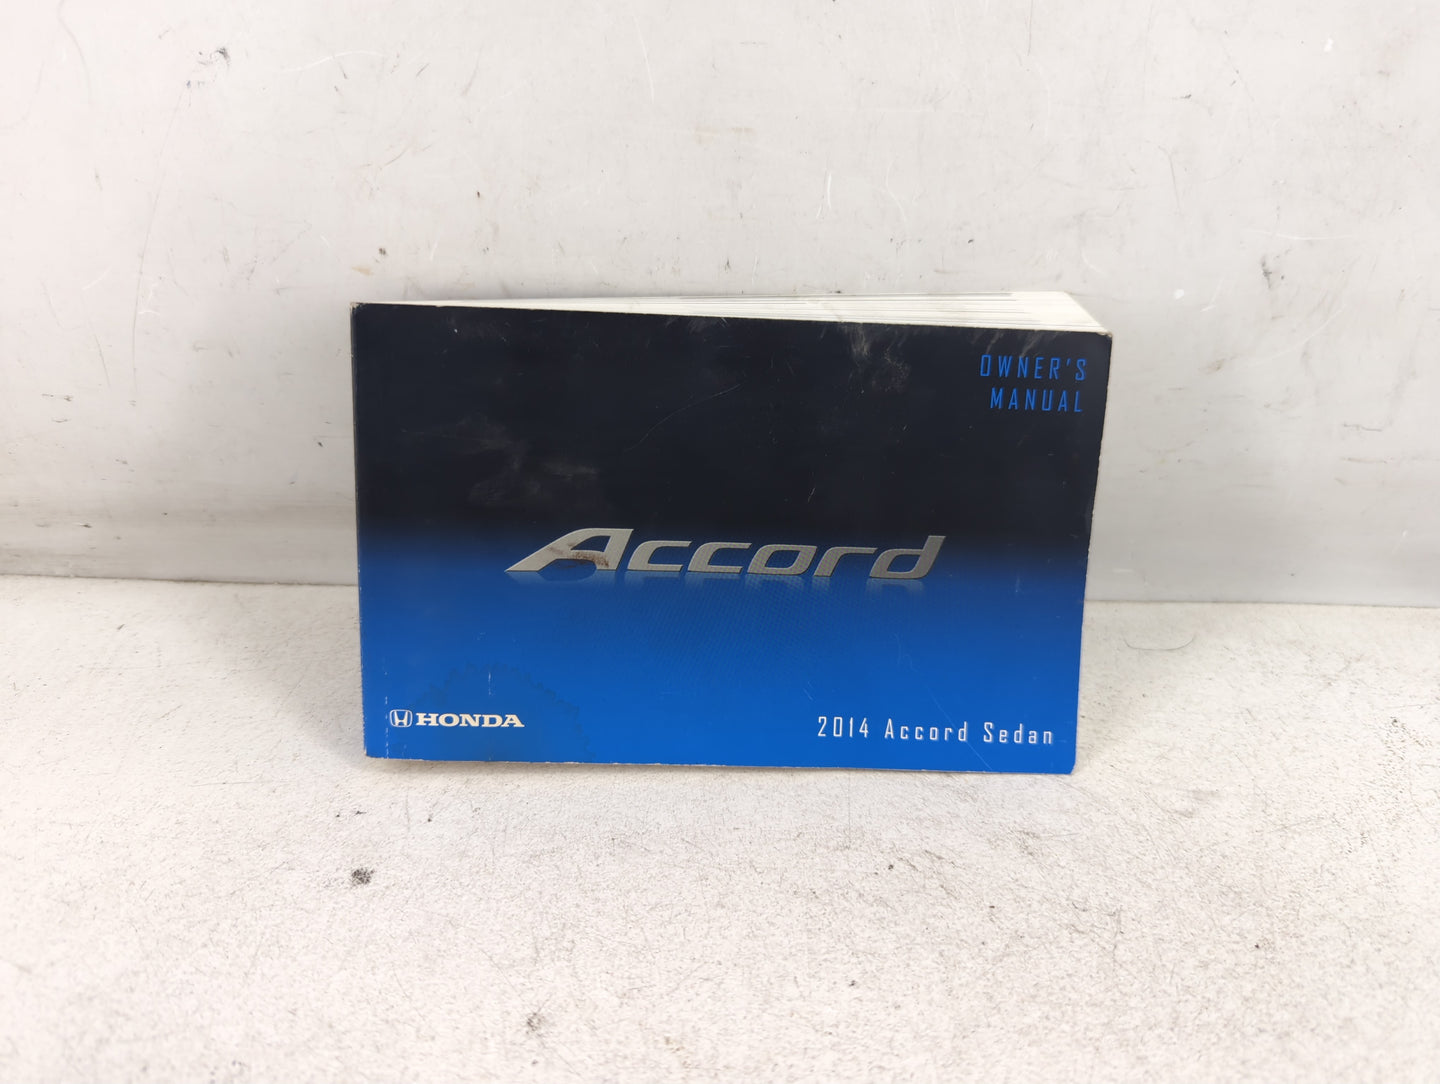 OWNER'S
MANUAL
Accord
HONDA
2014 Accord Sedan